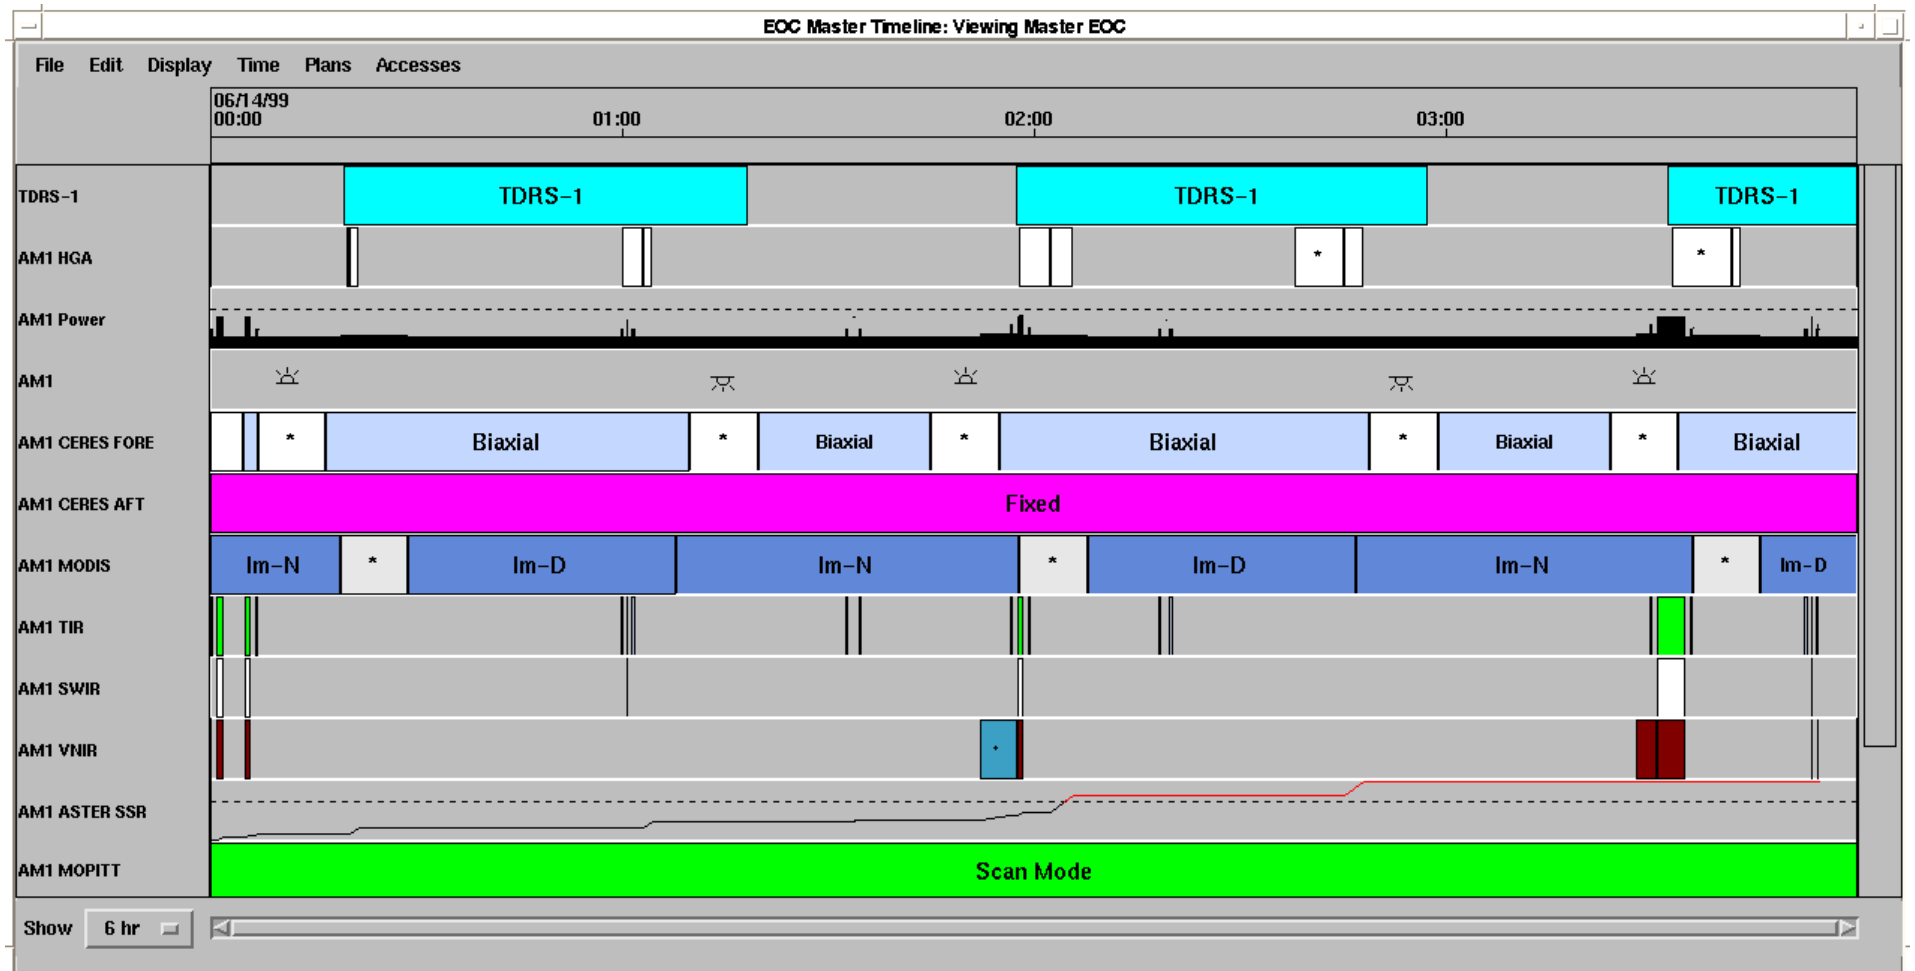 EOC Master Timeline: Viewing Master EOC
File Edit Display Time Plans Accesses
06/14/99
00:00 01:00 02:00 03:00
TDRS-1 TDRS-1 TDRS-1 TDRS-1
AM1 HGA * *
AM1 Power
AM1
AM1 CERES FORE * Biaxial * Biaxial * Biaxial * Biaxial * Biaxial
AM1 CERES AFT Fixed
AM1 MODIS Im-N * Im-D Im-N * Im-D Im-N * Im-D
AM1 TIR
AM1 SWIR
AM1 VNIR *
AM1 ASTER SSR
AM1 MOPITT Scan Mode
Show 6 hr